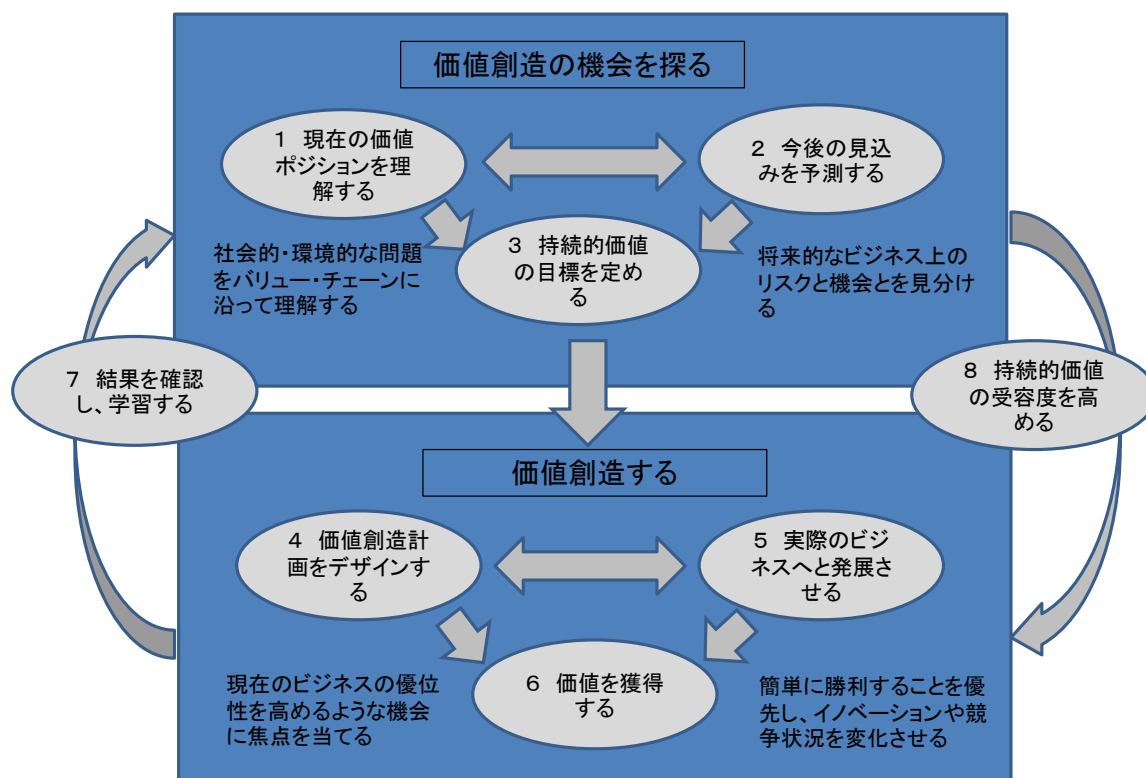 価値創造の機会を探る
1 現在の価値
ポジションを理
解する
2 今後の見込
みを予測する
3 持続的価値
の目標を定め
る
社会的・環境的な問題
をバリュー・チェーンに
沿って理解する
将来的なビジネス上の
リスクと機会とを見分け
る
7 結果を確認
し、学習する
8 持続的価値
の受容度を高
める
価値創造する
4 価値創造計
画をデザインす
る
5 実際のビジ
ネスへと発展さ
せる
6 価値を獲得
する
現在のビジネスの優位
性を高めるような機会
に焦点を当てる
簡単に勝利することを優
先し、イノベーションや競
争状況を変化させる